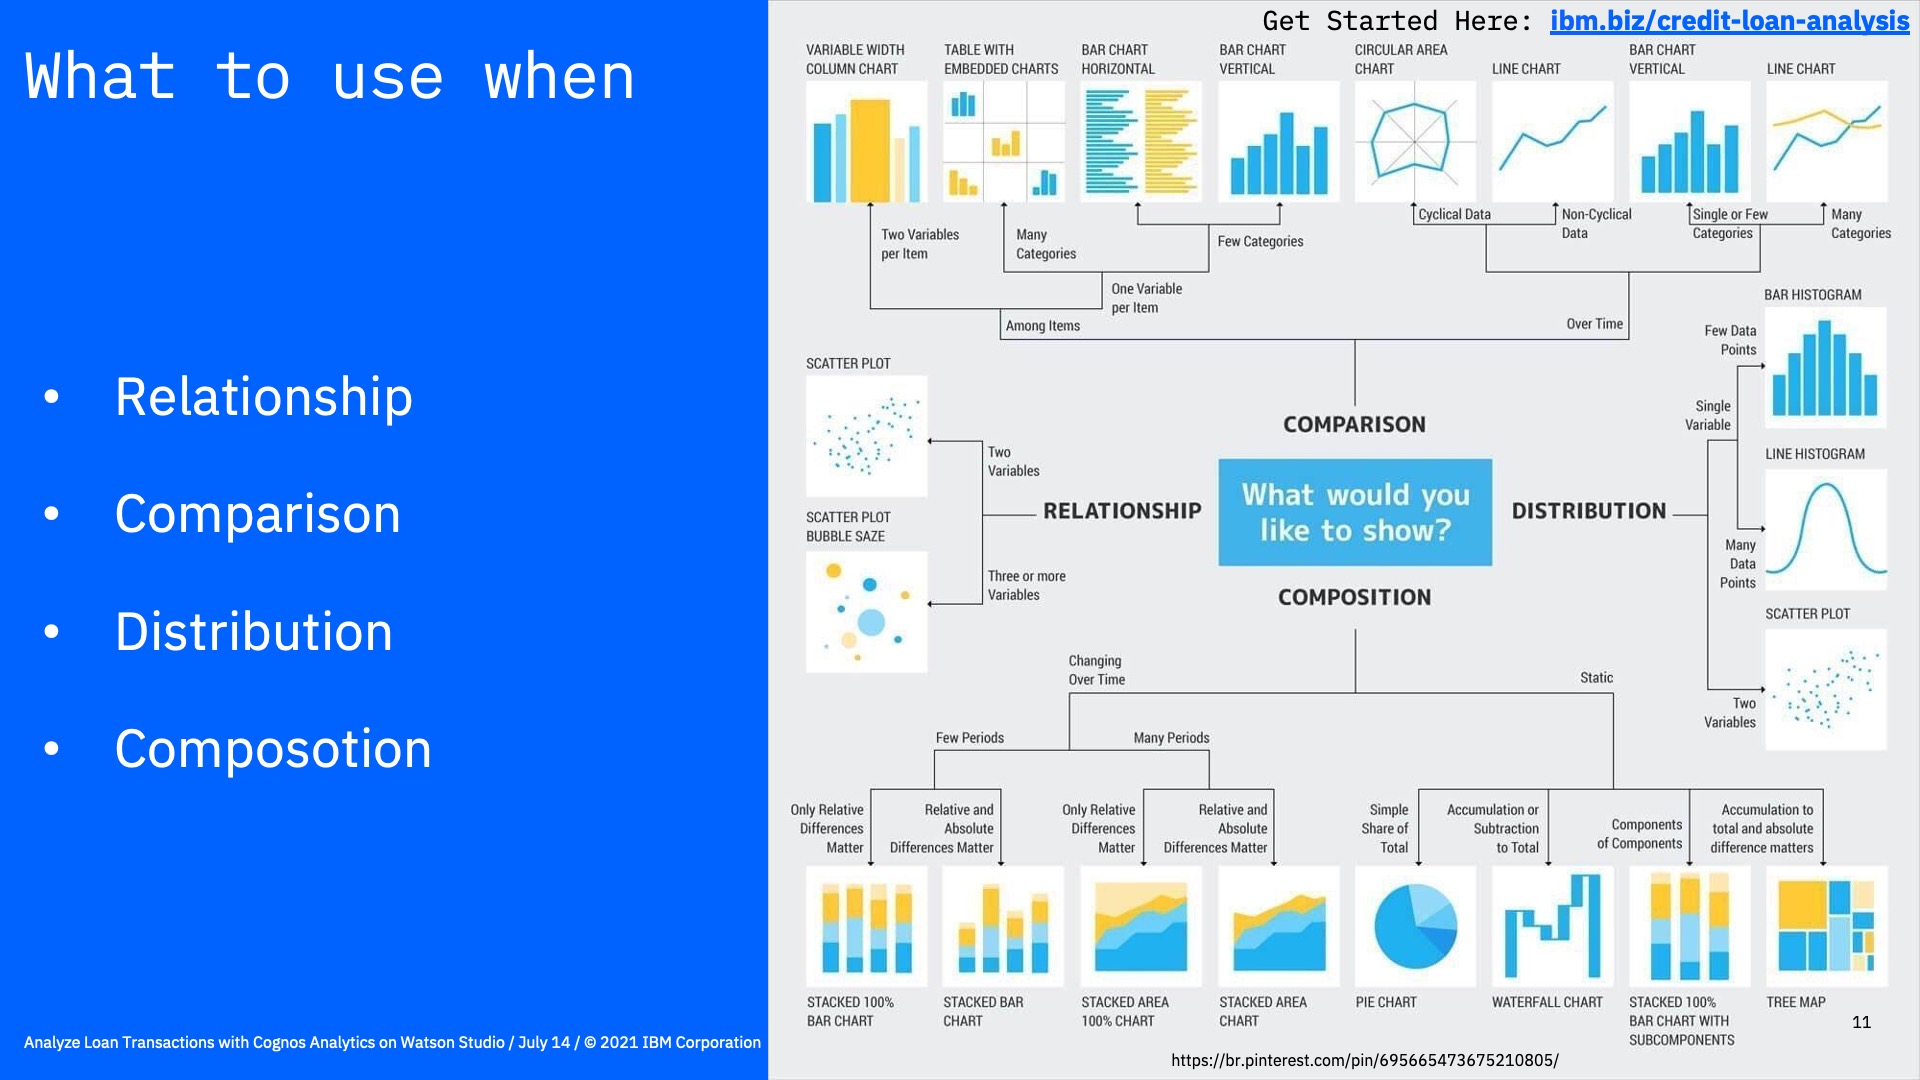 What to use when
• Relationship
• Comparison
• Distribution
• Composotion
Analyze Loan Transactions with Cognos Analytics on Watson Studio / July 14 / © 2021 IBM Corporation
Get Started Here: ibm.biz/credit-loan-analysis
VARIABLE WIDTH
COLUMN CHART
TABLE WITH
EMBEDDED CHARTS
BAR CHART
HORIZONTAL
BAR CHART
VERTICAL
CIRCULAR AREA
CHART
LINE CHART
BAR CHART
VERTICAL
LINE CHART
Two Variables
per Item
Many
Categories
Few Categories
Cyclical Data
Non-Cyclical
Data
Single or Few
Categories
Many
Categories
One Variable
per Item
Among Items
Over Time
COMPARISON
SCATTER PLOT
Two
Variables
SCATTER PLOT
BUBBLE SAZE
Three or more
Variables
RELATIONSHIP
What would you
like to show?
DISTRIBUTION
BAR HISTOGRAM
Few Data
Points
Single
Variable
LINE HISTOGRAM
Many
Data
Points
SCATTER PLOT
Two
Variables
COMPOSITION
Changing
Over Time
Static
Few Periods
Many Periods
Only Relative
Differences
Matter
Relative and
Absolute
Differences Matter
Only Relative
Differences
Matter
Relative and
Absolute
Differences Matter
Simple
Share of
Total
Accumulation or
Subtraction
to Total
Components
of Components
Accumulation to
total and absolute
difference matters
STACKED 100%
BAR CHART
STACKED BAR
CHART
STACKED AREA
100% CHART
STACKED AREA
CHART
PIE CHART
WATERFALL CHART
STACKED 100%
BAR CHART WITH
SUBCOMPONENTS
TREE MAP
11
https://br.pinterest.com/pin/695665473675210805/